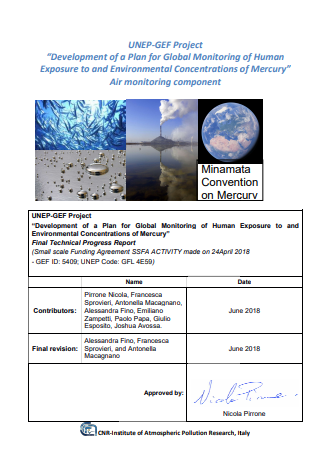 UNEP-GEF Project
“Development of a Plan for Global Monitoring of Human
Exposure to and Environmental Concentrations of Mercury”
Air monitoring component
Minamata
Convention
on Mercury
UNEP-GEF Project
“Development of a Plan for Global Monitoring of Human Exposure to and
Environmental Concentrations of Mercury”
Final Technical Progress Report
(Small scale Funding Agreement SSFA ACTIVITY made on 24April 2018
- GEF ID: 5409; UNEP Code: GFL 4E59)
Name
Date
Contributors:
Pirrone Nicola, Francesca
Sprovieri, Antonella Macagnano,
Alessandra Fino, Emiliano
Zampetti, Paolo Papa, Giulio
Esposito, Joshua Avossa.
June 2018
Final revision:
Alessandra Fino, Francesca
Sprovieri, and Antonella
Macagnano
June 2018
Approved by:
Nicola Pirrone
Nicola Pirrone
CNR-Institute of Atmospheric Pollution Research, Italy